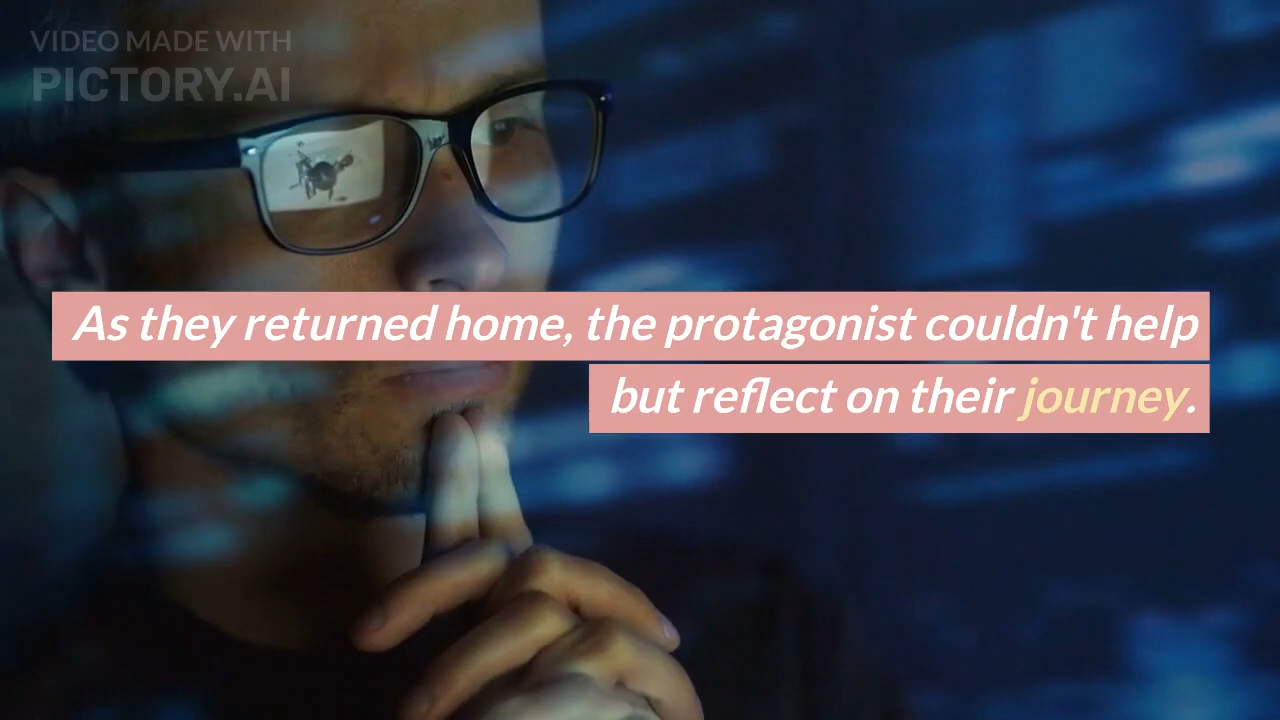 VIDEO MADE WITH
PICTORY.AI
As they returned home, the protagonist couldn't help
but reflect on their journey.